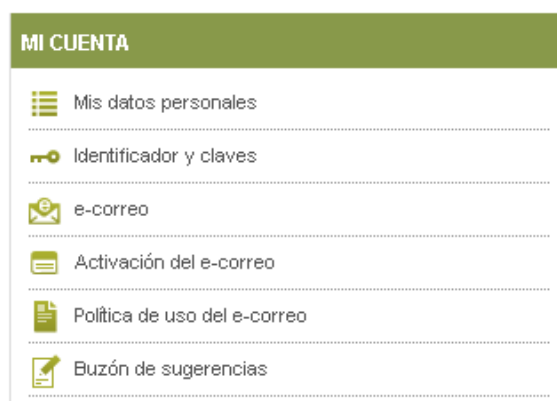 MI CUENTA
Mis datos personales
Identificador y claves
e-correo
Activación del e-correo
Política de uso del e-correo
Buzón de sugerencias